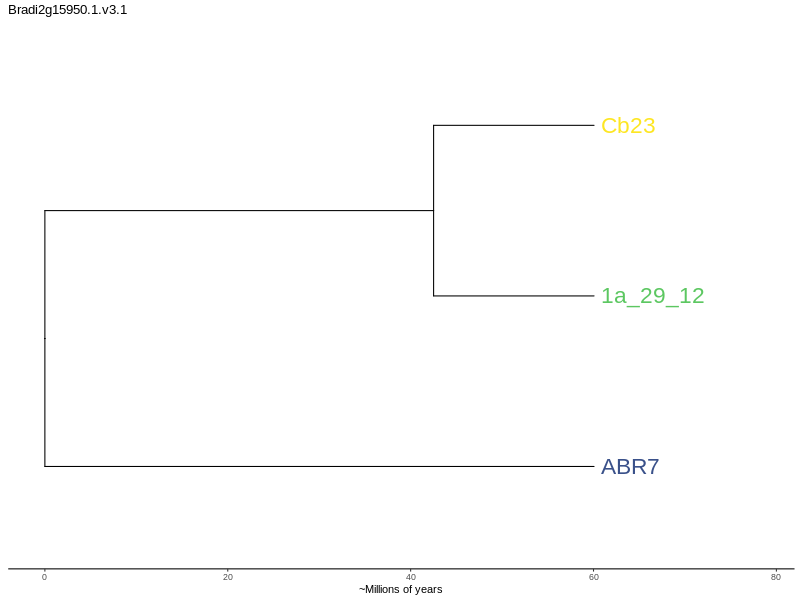 Bradi2g15950.1.v3.1
Cb23
1a_29_12
ABR7
0 20 40 60 80
~Millions of years